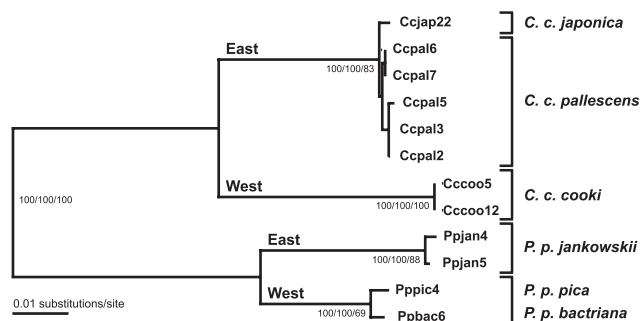 Ccjap22
C. c. japonica
East
Ccpal6
100/100/83
Ccpal7
Ccpal5
C. c. pallescens
Ccpal3
Ccpal2
West
Cccoo5
100/100/100
C. c. cooki
100/100/100
Cccoo12
East
Ppjan4
P. p. jankowskii
100/100/88
Ppjan5
West
Pppic4
P. p. pica
0.01 substitutions/site
100/100/69
Ppbac6
P. p. bactriana